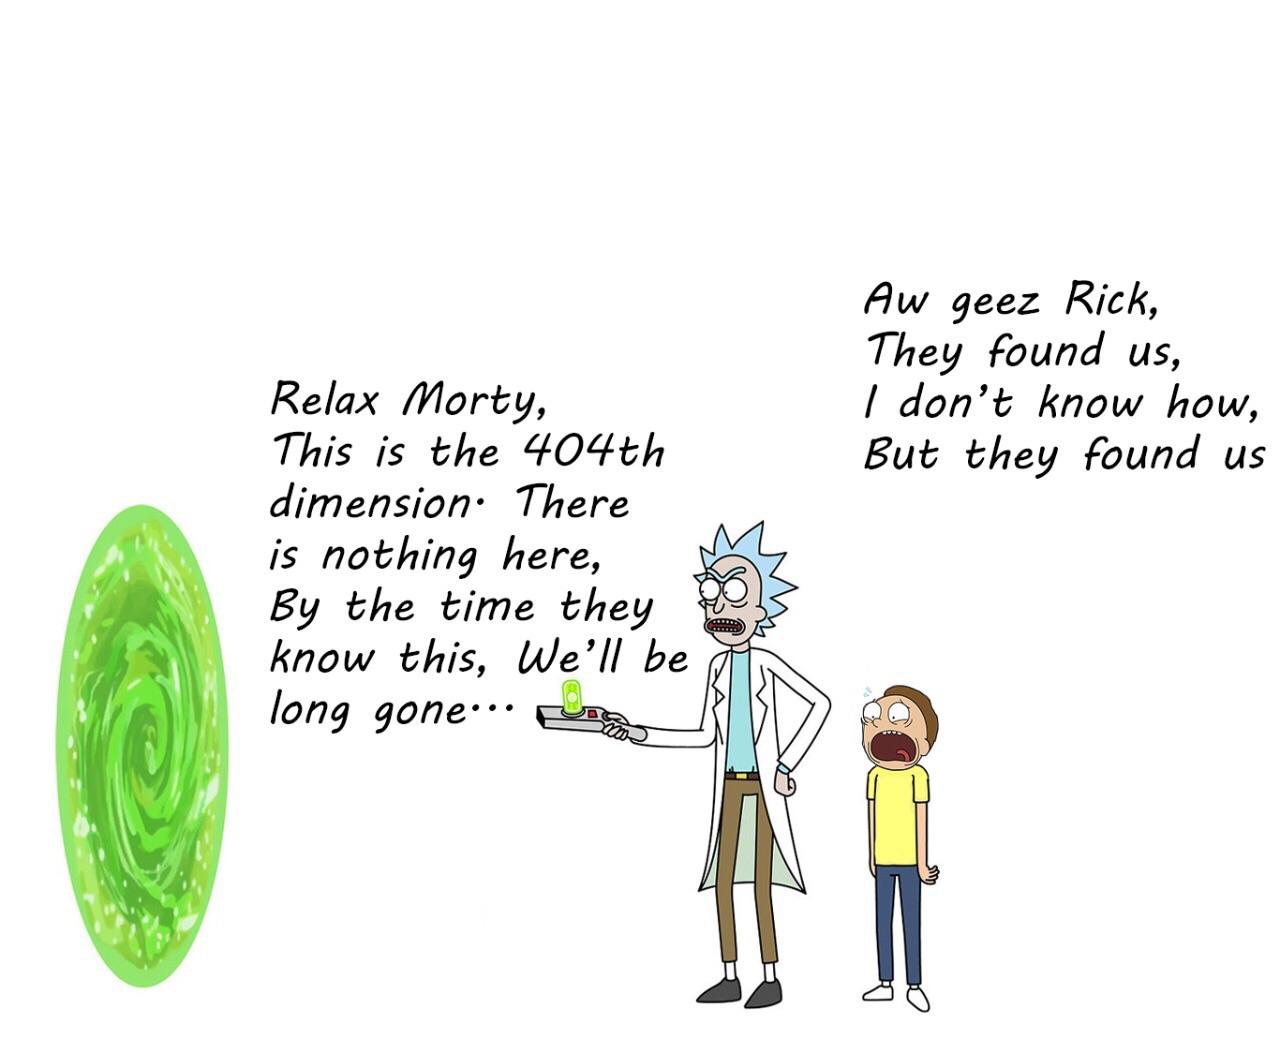 Aw geez Rick,
They found us,
I don't know how,
But they found us
Relax Morty,
This is the 404th
dimension. There
is nothing here,
By the time they
know this, We'll be
long gone...